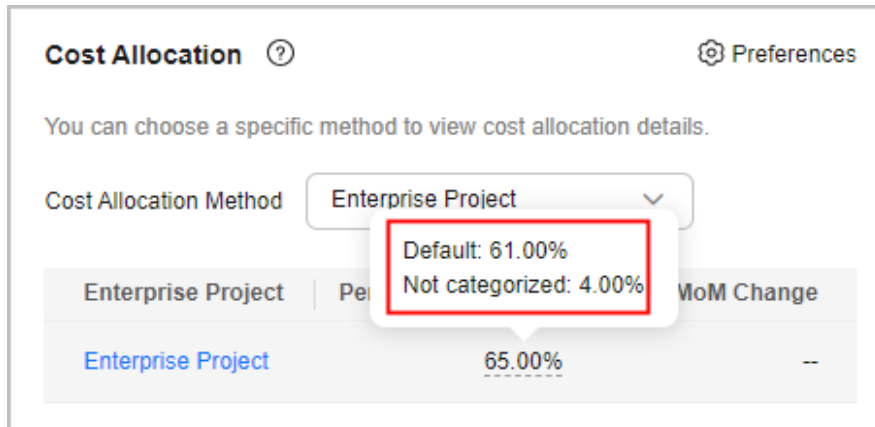 Cost Allocation ? Preferences
You can choose a specific method to view cost allocation details.
Cost Allocation Method Enterprise Project
Default: 61.00%
Not categorized: 4.00%
Enterprise Project MoM Change
Enterprise Project 65.00% --